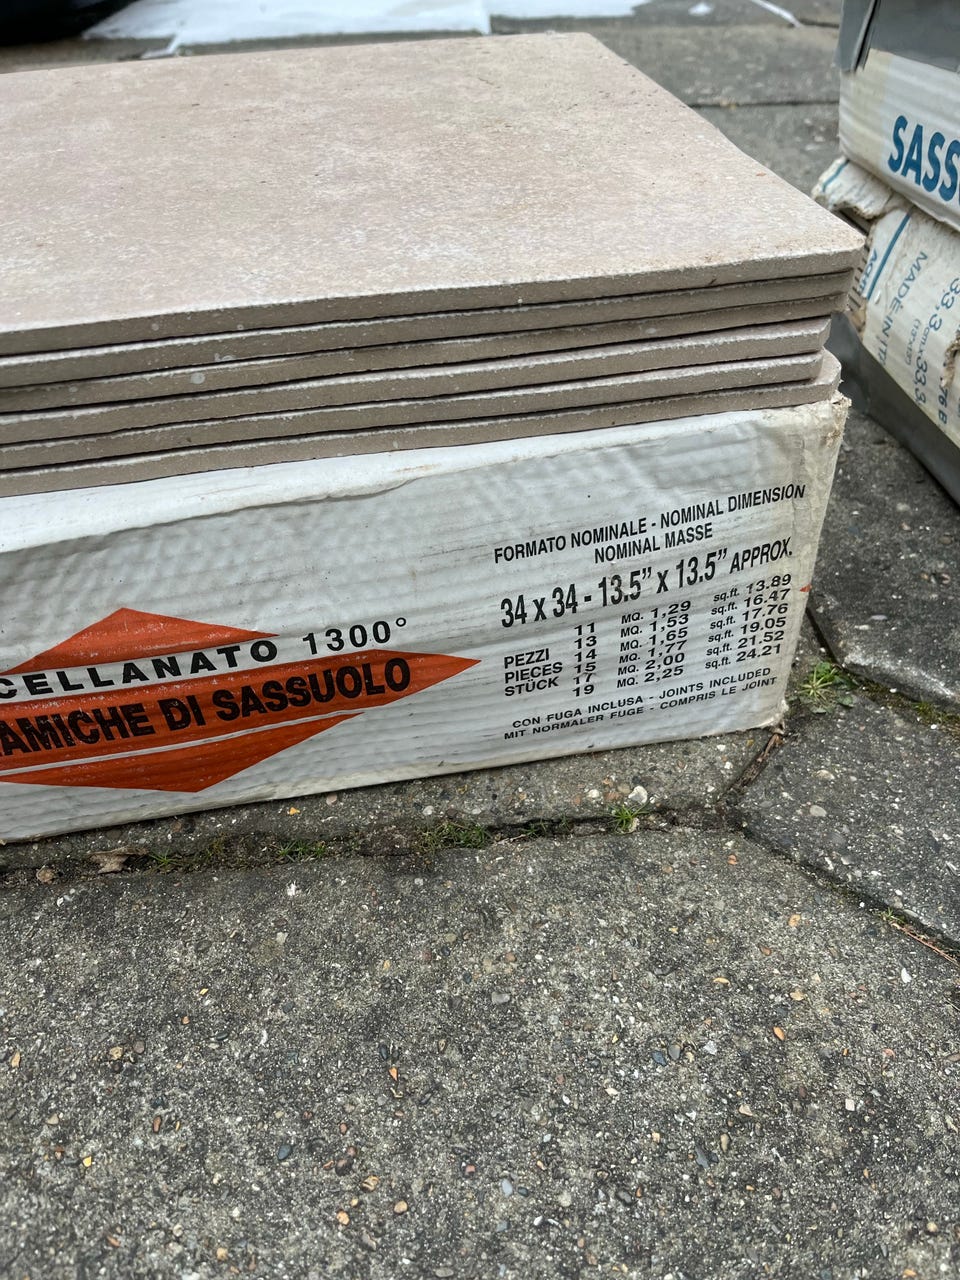 CELLANATO 1300°
AMICHE DI SASSUOLO
FORMATO NOMINALE - NOMINAL DIMENSION
NOMINAL MASSE
34 x 34 - 13.5” x 13.5” APPROX.
11 MQ. 1,29 sq.ft. 13.89
13 MQ. 1,53 sq.ft. 16.47
PEZZI 14 MQ. 1,65 sq.ft. 17.76
PIECES 15 MQ. 1,77 sq.ft. 19.05
STÜCK 17 MQ. 2,00 sq.ft. 21.52
19 MQ. 2,25 sq.ft. 24.21
CON FUGA INCLUSA - JOINTS INCLUDED
MIT NORMALER FUGE - COMPRIS LE JOINT
SASS
MADE IN IT
33,3
33,3